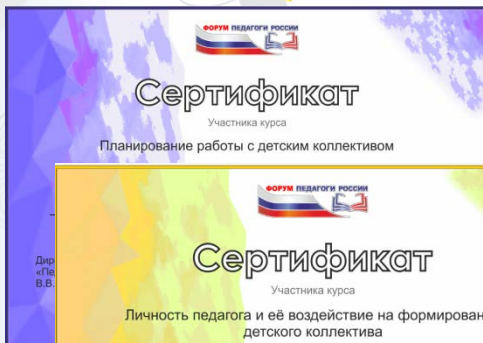 ФОРУМ ПЕДАГОГИ РОССИИ
Сертификат
Участника курса
Планирование работы с детским коллективом
Дир
«Пе
В.В.
ФОРУМ ПЕДАГОГИ РОССИИ
Сертификат
Участника курса
Личность педагога и её воздействие на формирован
детского коллектива